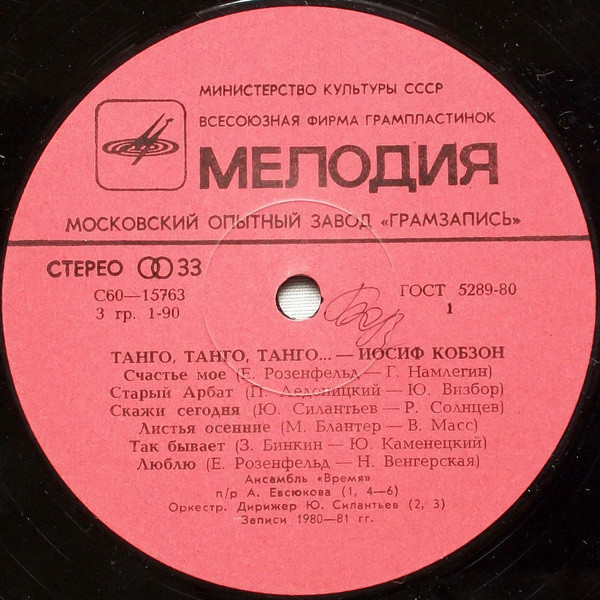 МИНИСТЕРСТВО КУЛЬТУРЫ СССР
ВСЕСОЮЗНАЯ ФИРМА ГРАМПЛАСТИНОК
МЕЛОДИЯ
МОСКОВСКИЙ ОПЫТНЫЙ ЗАВОД «ГРАМЗАПИСЬ»
СТЕРЕО 33
С60—15763
ГОСТ 5289-80
3 гр. 1-90
1
ТАНГО, ТАНГО, ТАНГО... — ИОСИФ КОБЗОН
Счастье мое (Е. Розенфельд — Г. Намлегин)
Старый Арбат (П. Ледоницкий — Ю. Визбор)
Скажи сегодня (Ю. Силантьев — Р. Солнцев)
Листья осенние (М. Блантер — В. Масс)
Так бывает (З. Бинкин — Ю. Каменецкий)
Люблю (Е. Розенфельд — Н. Венгерская)
Ансамбль «Время»
п/р А. Евсюкова (1, 4—6)
Оркестр. Дирижер Ю. Силантьев (2, 3)
Записи 1980—81 гг.